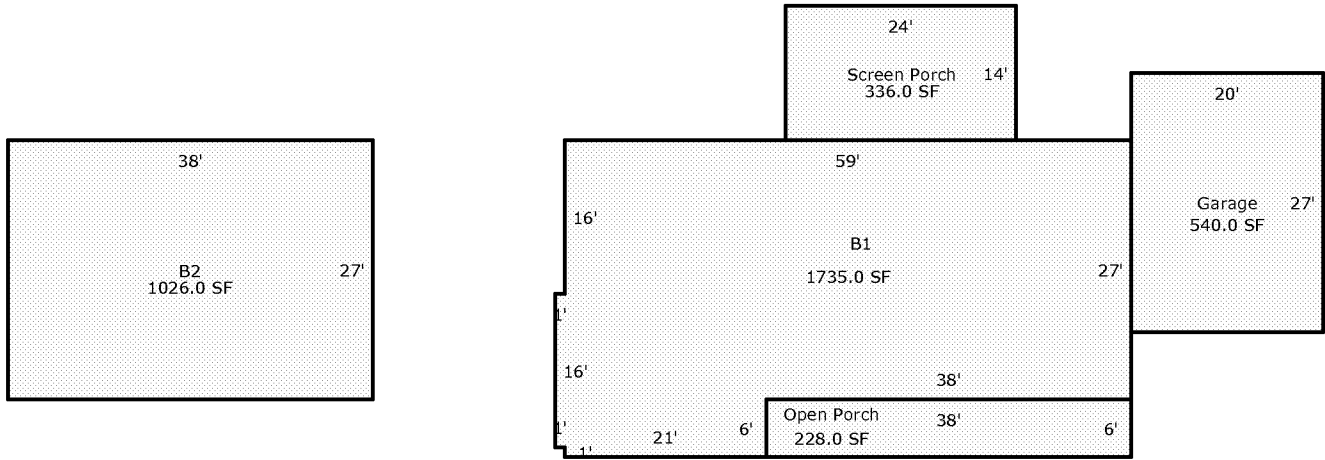 38'
B2
1026.0 SF
27'
24'
Screen Porch
14'
336.0 SF
20'
Garage
27'
540.0 SF
59'
16'
B1
1735.0 SF
27'
1'
16'
38'
1'
1'
21'
6'
Open Porch
228.0 SF
38'
6'